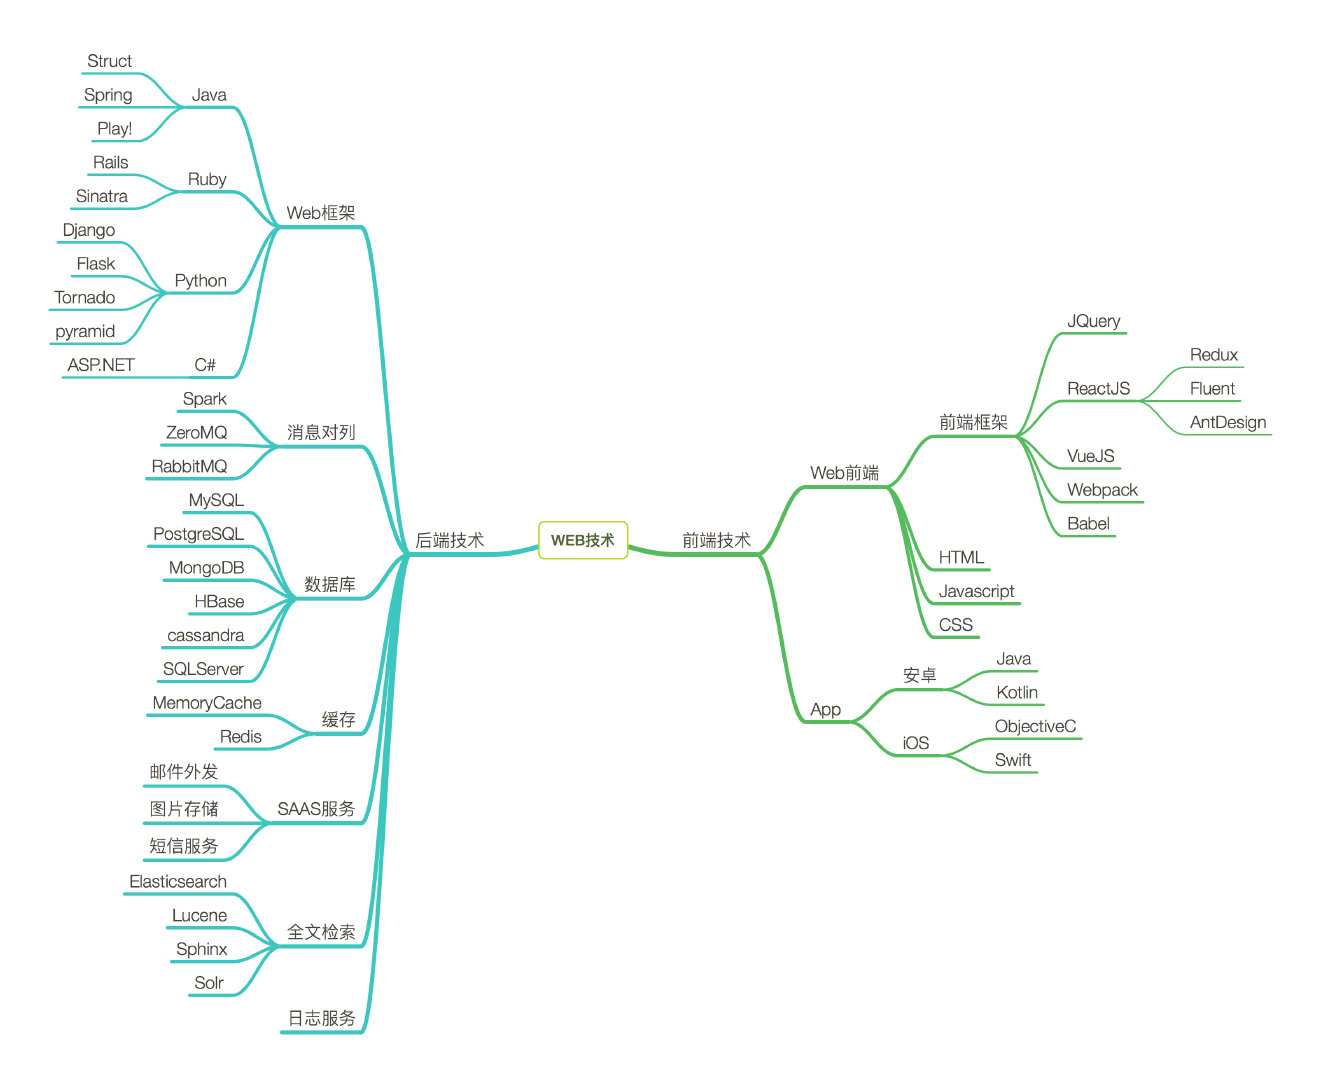 WEB技术
后端技术
Web框架
Java
Struct
Spring
Play!
Ruby
Rails
Sinatra
Python
Django
Flask
Tornado
pyramid
C#
ASP.NET
消息对列
Spark
ZeroMQ
RabbitMQ
数据库
MySQL
PostgreSQL
MongoDB
HBase
cassandra
SQLServer
缓存
MemoryCache
Redis
SAAS服务
邮件外发
图片存储
短信服务
全文检索
Elasticsearch
Lucene
Sphinx
Solr
日志服务
前端技术
Web前端
前端框架
JQuery
ReactJS
Redux
Fluent
AntDesign
VueJS
Webpack
Babel
HTML
Javascript
CSS
App
安卓
Java
Kotlin
iOS
ObjectiveC
Swift